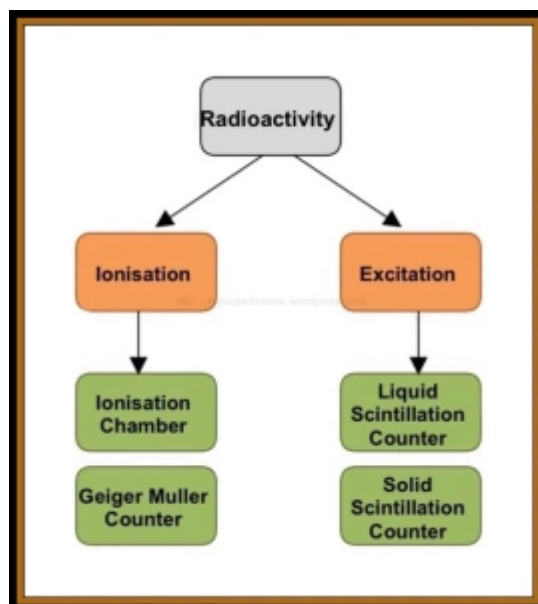 Radioactivity
Ionisation
Excitation
Ionisation
Chamber
Liquid
Scintillation
Counter
Geiger Muller
Counter
Solid
Scintillation
Counter